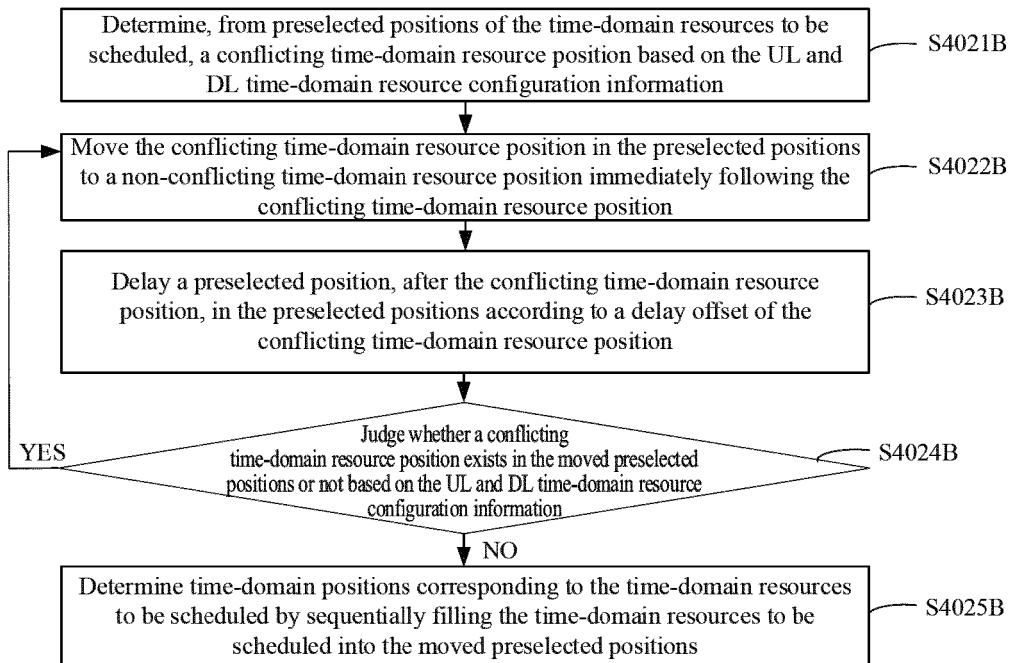 Determine, from preselected positions of the time-domain resources to be
scheduled, a conflicting time-domain resource position based on the UL and
DL time-domain resource configuration information
S4021B
Move the conflicting time-domain resource position in the preselected positions
to a non-conflicting time-domain resource position immediately following the
conflicting time-domain resource position
S4022B
Delay a preselected position, after the conflicting time-domain resource
position, in the preselected positions according to a delay offset of the
conflicting time-domain resource position
S4023B
YES
Judge whether a conflicting
time-domain resource position exists in the moved preselected
positions or not based on the UL and DL time-domain resource
configuration information
S4024B
NO
Determine time-domain positions corresponding to the time-domain resources
to be scheduled by sequentially filling the time-domain resources to be
scheduled into the moved preselected positions
S4025B